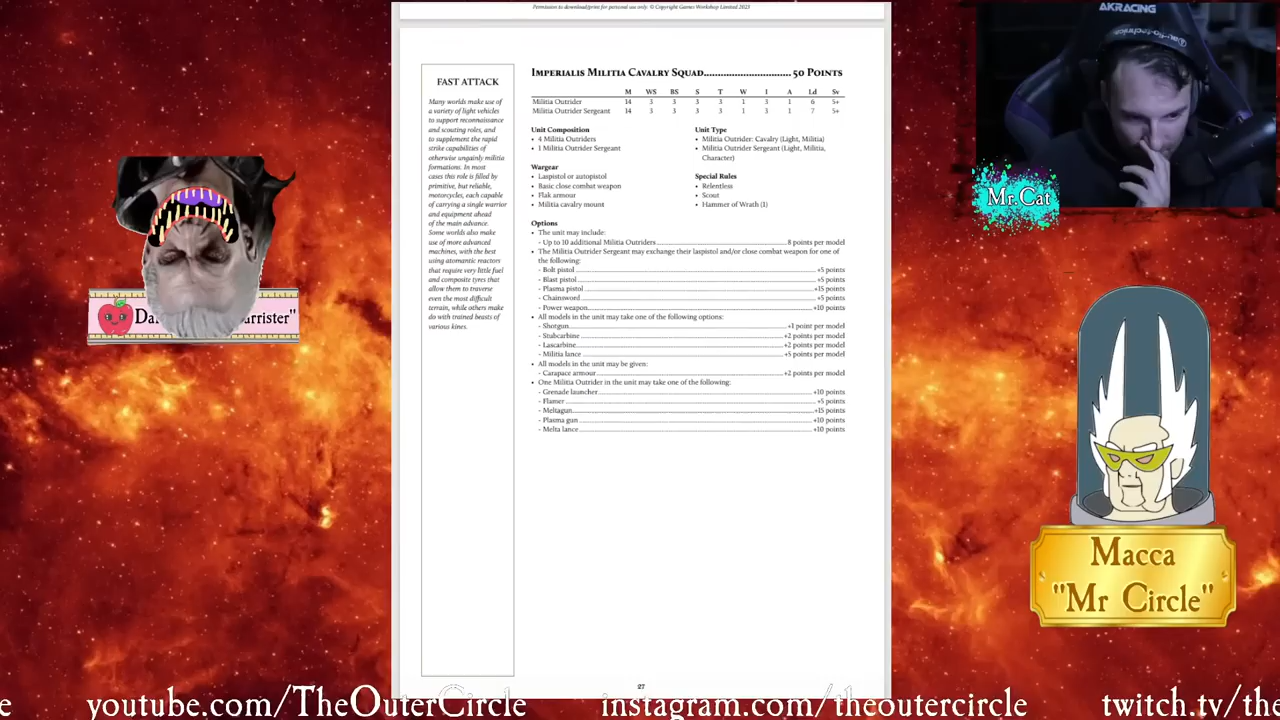 Permission to download/print for personal use only. © Copyright Games Workshop Limited 2023
FAST ATTACK
Many worlds make use of
a variety of light vehicles
to support reconnaissance
and scouting roles, and
to supplement the rapid
strike capabilities of
otherwise ungainly militia
formations. In most
cases this role is filled by
primitive, but reliable,
motorcycles, each capable
of carrying a single warrior
and equipment ahead
of the main advance.
Some worlds also make
use of more advanced
machines, with the best
using atomantic reactors
that require very little fuel
and composite tyres that
allow them to traverse
even the most difficult
terrain, while others make
do with trained beasts of
various kines.
Imperialis Militia Cavalry Squad.............................. 50 Points
M WS BS S T W I A Ld Sv
Militia Outrider 14 3 3 3 3 1 3 1 6 5+
Militia Outrider Sergeant 14 3 3 3 3 1 3 1 7 5+
Unit Composition
• 4 Militia Outriders
• 1 Militia Outrider Sergeant
Unit Type
• Militia Outrider: Cavalry (Light, Militia)
• Militia Outrider Sergeant (Light, Militia,
Character)
Wargear
• Laspistol or autopistol
• Basic close combat weapon
• Flak armour
• Militia cavalry mount
Special Rules
• Relentless
• Scout
• Hammer of Wrath (1)
Options
• The unit may include:
- Up to 10 additional Militia Outriders........ 8 points per model
• The Militia Outrider Sergeant may exchange their laspistol and/or close combat weapon for one of
the following:
- Bolt pistol........ +5 points
- Blast pistol........ +5 points
- Plasma pistol........ +15 points
- Chainsword........ +5 points
- Power weapon........ +10 points
• All models in the unit may take one of the following options:
- Shotgun........ +1 point per model
- Stubcarbine........ +2 points per model
- Lascarbine........ +2 points per model
- Militia lance........ +5 points per model
• All models in the unit may be given:
- Carapace armour........ +2 points per model
• One Militia Outrider in the unit may take one of the following:
- Grenade launcher........ +10 points
- Flamer........ +5 points
- Meltagun........ +15 points
- Plasma gun........ +10 points
- Melta lance........ +10 points
27
AKRACING
Mr.Cat
Da
arrister"
Macca
"Mr Circle"
e youtube.com/TheOuterCircle instagram.com/theoutercircle twitch.tv/the